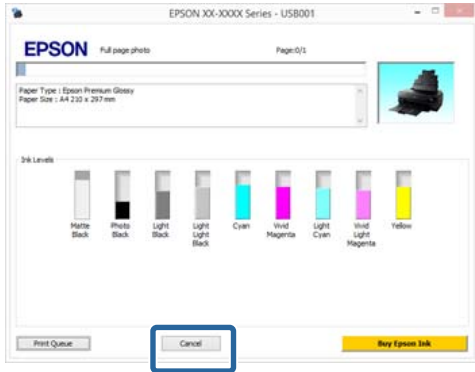 EPSON XX-XXXX Series - USB001
EPSON
Full page photo
Page:0/1
Paper Type : Epson Premium Glossy
Paper Size : A4 210 x 297 mm
Ink Levels
Matte Black
Photo Black
Light Black
Light Light Black
Cyan
Vivid Magenta
Light Cyan
Vivid Light Magenta
Yellow
Print Queue
Cancel
Buy Epson Ink